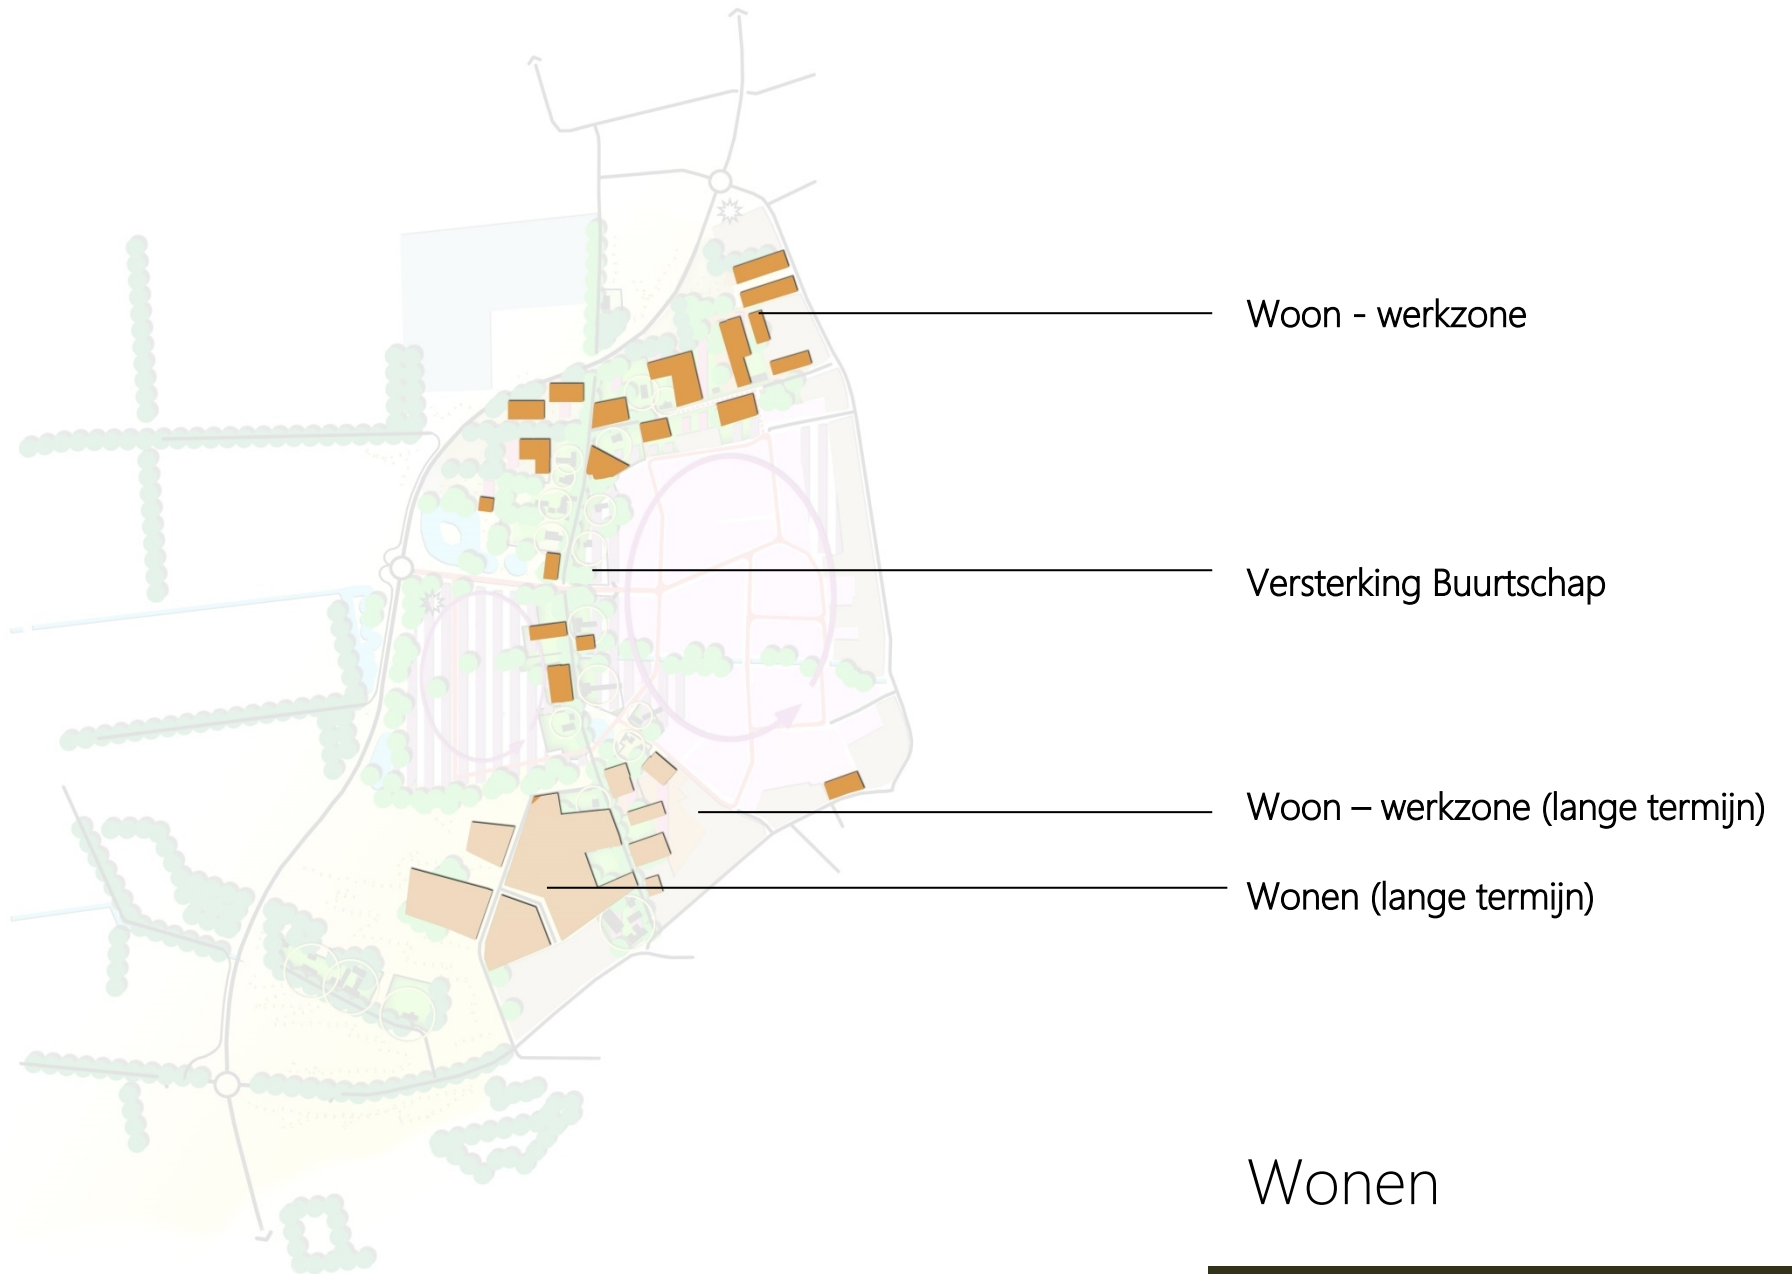 Woon - werkzone
Versterking Buurtschap
Woon – werkzone (lange termijn)
Wonen (lange termijn)
Wonen